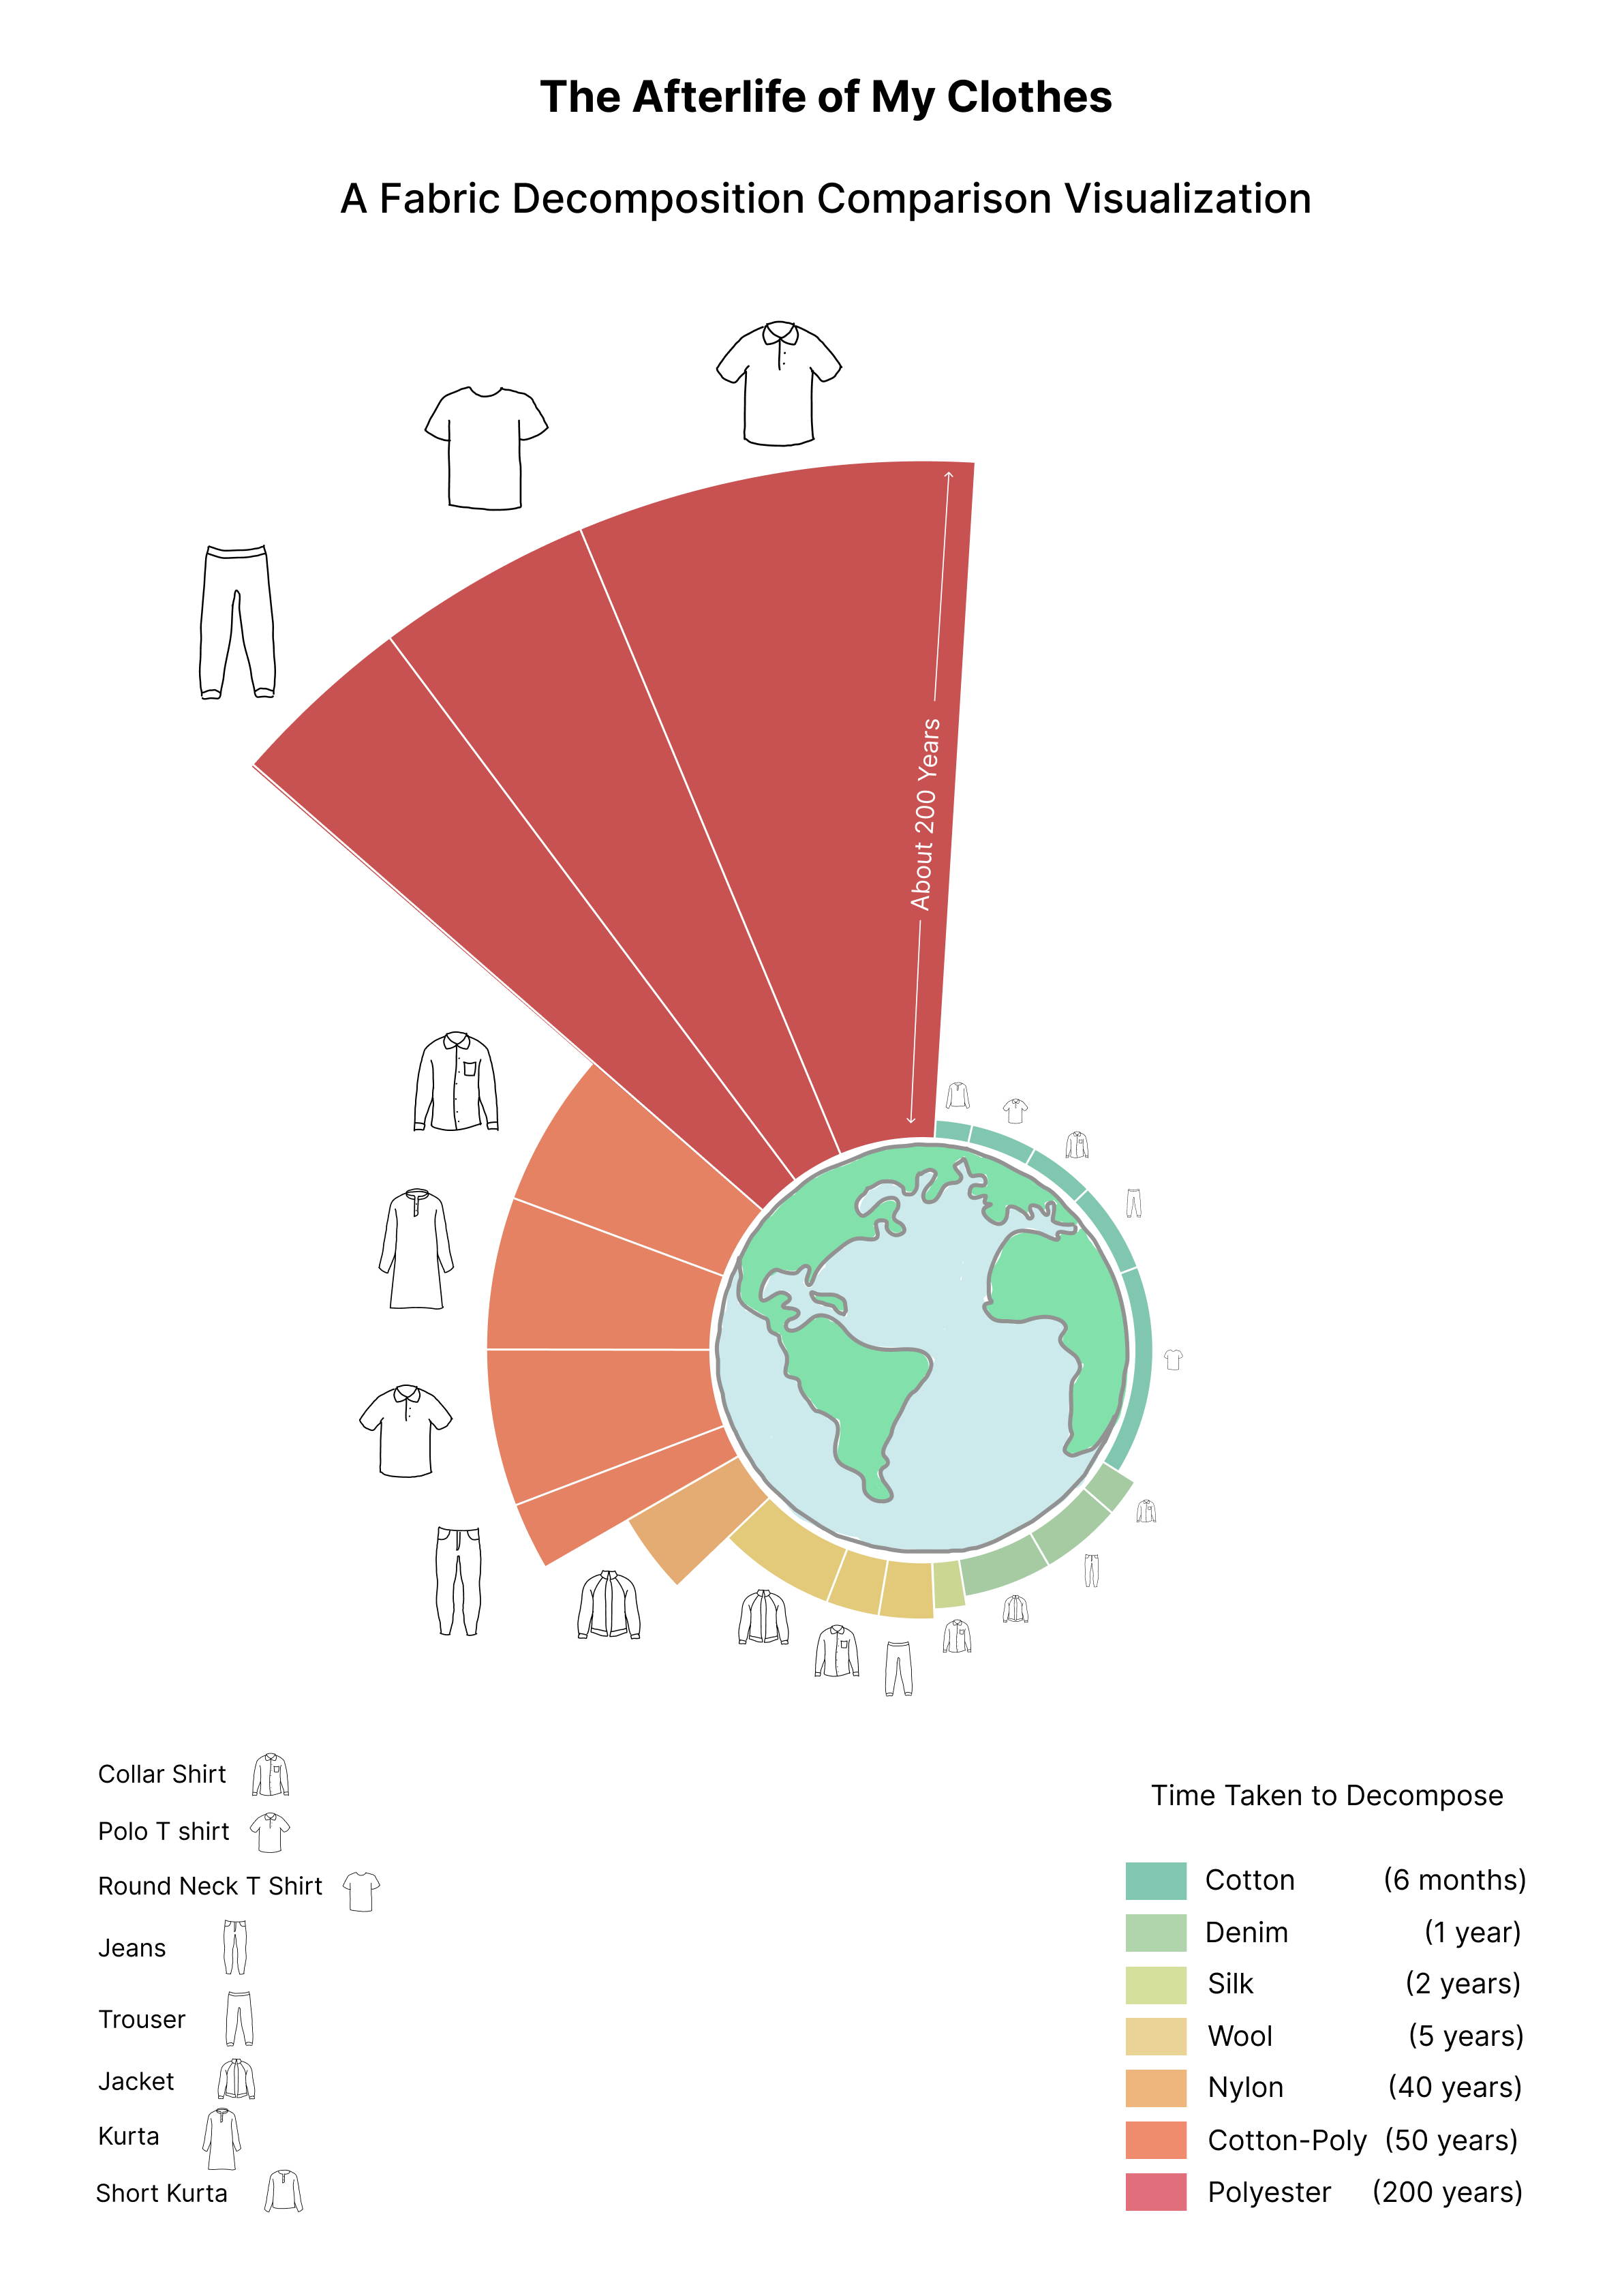 The Afterlife of My Clothes
A Fabric Decomposition Comparison Visualization
About 200 Years
Collar Shirt
Polo T shirt
Round Neck T Shirt
Jeans
Trouser
Jacket
Kurta
Short Kurta
Time Taken to Decompose
Cotton (6 months)
Denim (1 year)
Silk (2 years)
Wool (5 years)
Nylon (40 years)
Cotton-Poly (50 years)
Polyester (200 years)